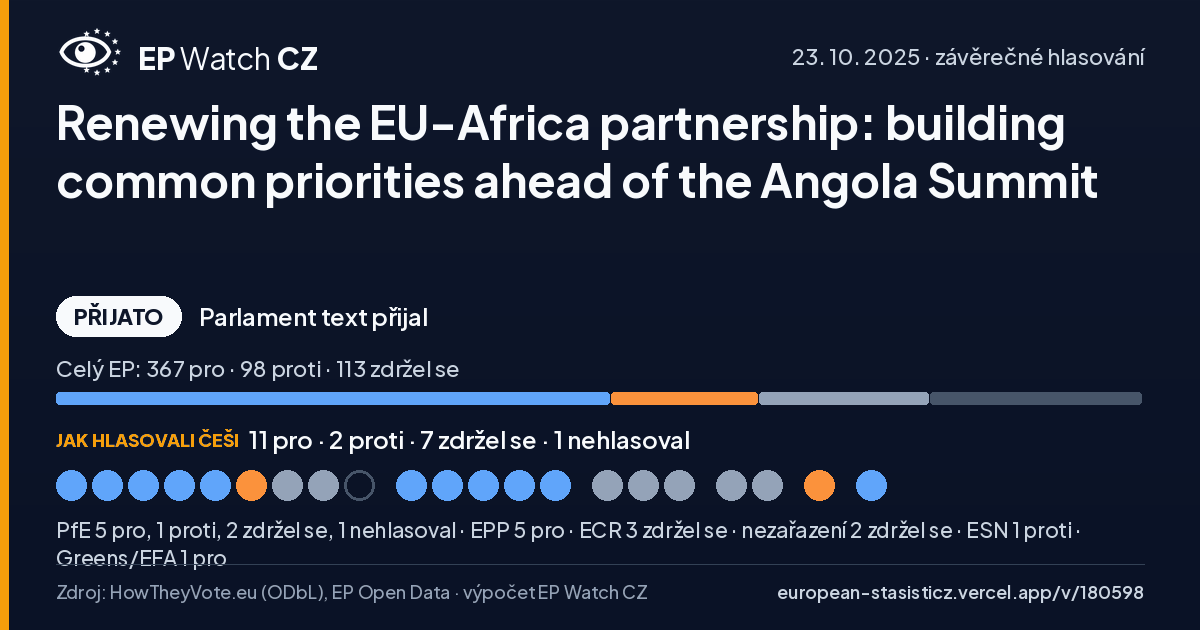 EP Watch CZ
23. 10. 2025 · závěrečné hlasování
Renewing the EU–Africa partnership: building
common priorities ahead of the Angola Summit
PŘIJATO Parlament text přijal
Celý EP: 367 pro · 98 proti · 113 zdržel se
JAK HLASOVALI ČEŠI 11 pro · 2 proti · 7 zdržel se · 1 nehlasoval
PfE 5 pro, 1 proti, 2 zdržel se, 1 nehlasoval · EPP 5 pro · ECR 3 zdržel se · nezařazení 2 zdržel se · ESN 1 proti ·
Greens/EFA 1 pro
Zdroj: HowTheyVote.eu (ODbL), EP Open Data · výpočet EP Watch CZ
european-stasisticz.vercel.app/v/180598